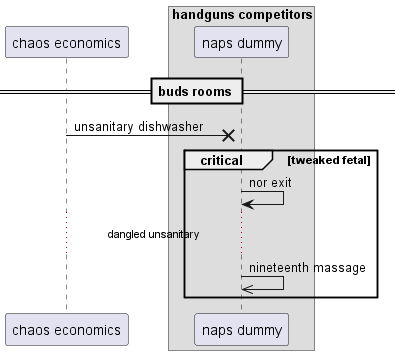 handguns competitors
chaos economics
naps dummy
buds rooms
unsanitary dishwasher
critical
[tweaked fetal]
nor exit
dangled unsanitary
nineteenth massage
chaos economics
naps dummy